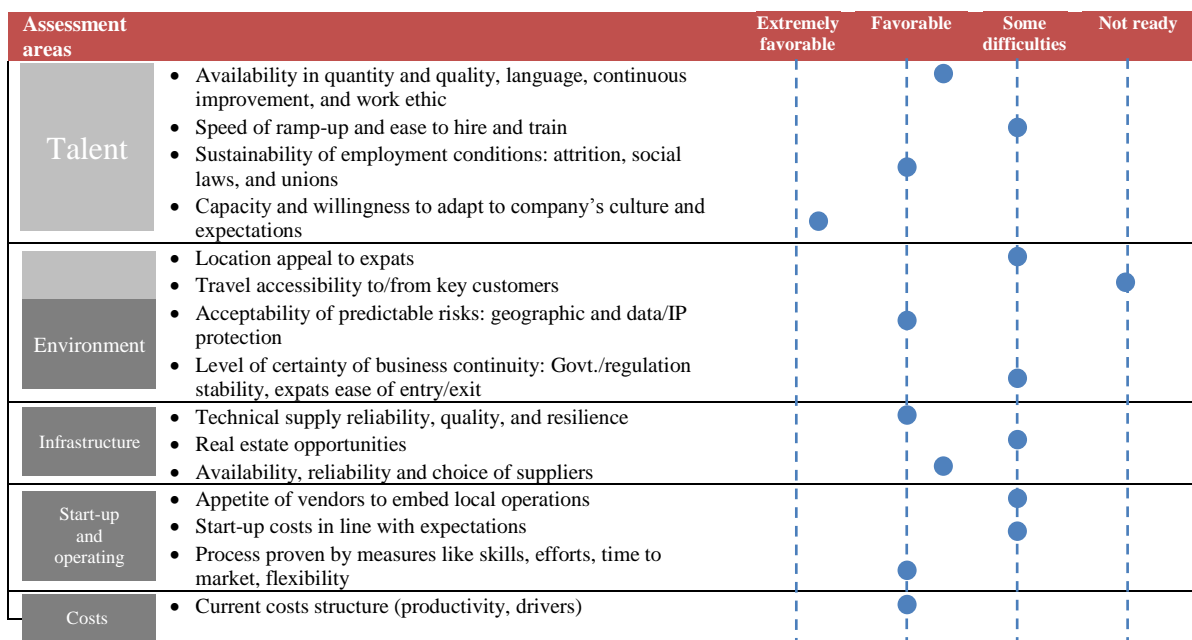 Assessment areas
Extremely favorable
Favorable
Some difficulties
Not ready
Talent
• Availability in quantity and quality, language, continuous
improvement, and work ethic
• Speed of ramp-up and ease to hire and train
• Sustainability of employment conditions: attrition, social
laws, and unions
• Capacity and willingness to adapt to company’s culture and
expectations
Environment
• Location appeal to expats
• Travel accessibility to/from key customers
• Acceptability of predictable risks: geographic and data/IP
protection
• Level of certainty of business continuity: Govt./regulation
stability, expats ease of entry/exit
Infrastructure
• Technical supply reliability, quality, and resilience
• Real estate opportunities
• Availability, reliability and choice of suppliers
Start-up
and
operating
• Appetite of vendors to embed local operations
• Start-up costs in line with expectations
• Process proven by measures like skills, efforts, time to
market, flexibility
Costs
• Current costs structure (productivity, drivers)